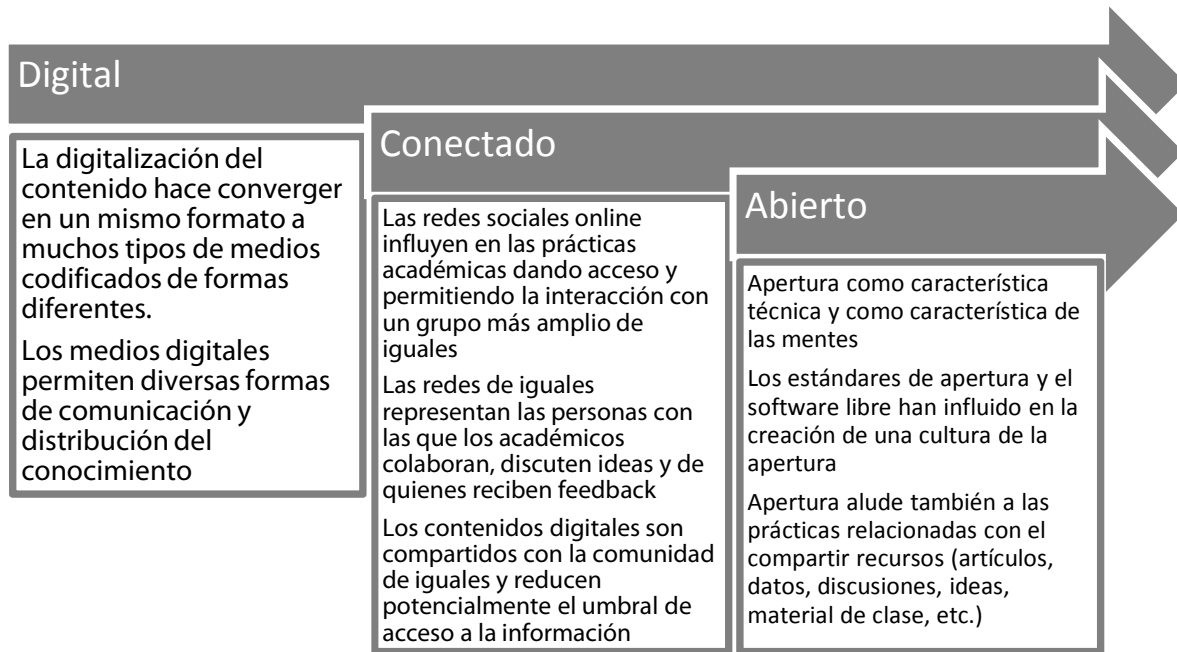 Digital
La digitalización del
contenido hace converger
en un mismo formato a
muchos tipos de medios
codificados de formas
diferentes.
Los medios digitales
permiten diversas formas
de comunicación y
distribución del
conocimiento
Conectado
Las redes sociales online
influyen en las prácticas
académicas dando acceso y
permitiendo la interacción con
un grupo más amplio de
iguales
Las redes de iguales
representan las personas con
las que los académicos
colaboran, discuten ideas y de
quienes reciben feedback
Los contenidos digitales son
compartidos con la comunidad
de iguales y reducen
potencialmente el umbral de
acceso a la información
Abierto
Apertura como característica
técnica y como característica de
las mentes
Los estándares de apertura y el
software libre han influido en la
creación de una cultura de la
apertura
Apertura alude también a las
prácticas relacionadas con el
compartir recursos (artículos,
datos, discusiones, ideas,
material de clase, etc.)